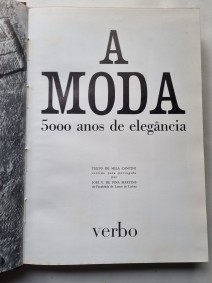 A
MODA
5000 anos de elegância
TEXTO DE MILA CONTINI
versão para português
por
JOSÉ V. DE PINA MARTINS
da Faculdade de Letras de Lisboa
verbo